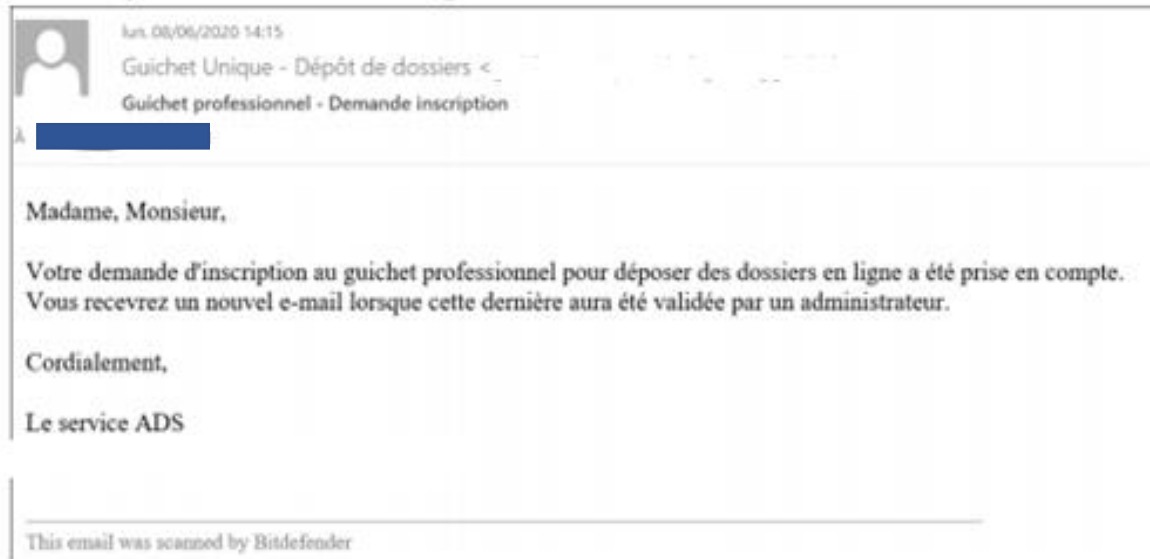 lun. 08/06/2020 14:15
Guichet Unique - Dépôt de dossiers <
Guichet professionnel - Demande inscription
À
Madame, Monsieur,
Votre demande d'inscription au guichet professionnel pour déposer des dossiers en ligne a été prise en compte.
Vous recevrez un nouvel e-mail lorsque cette dernière aura été validée par un administrateur.
Cordialement,
Le service ADS
This email was scanned by Bitdefender